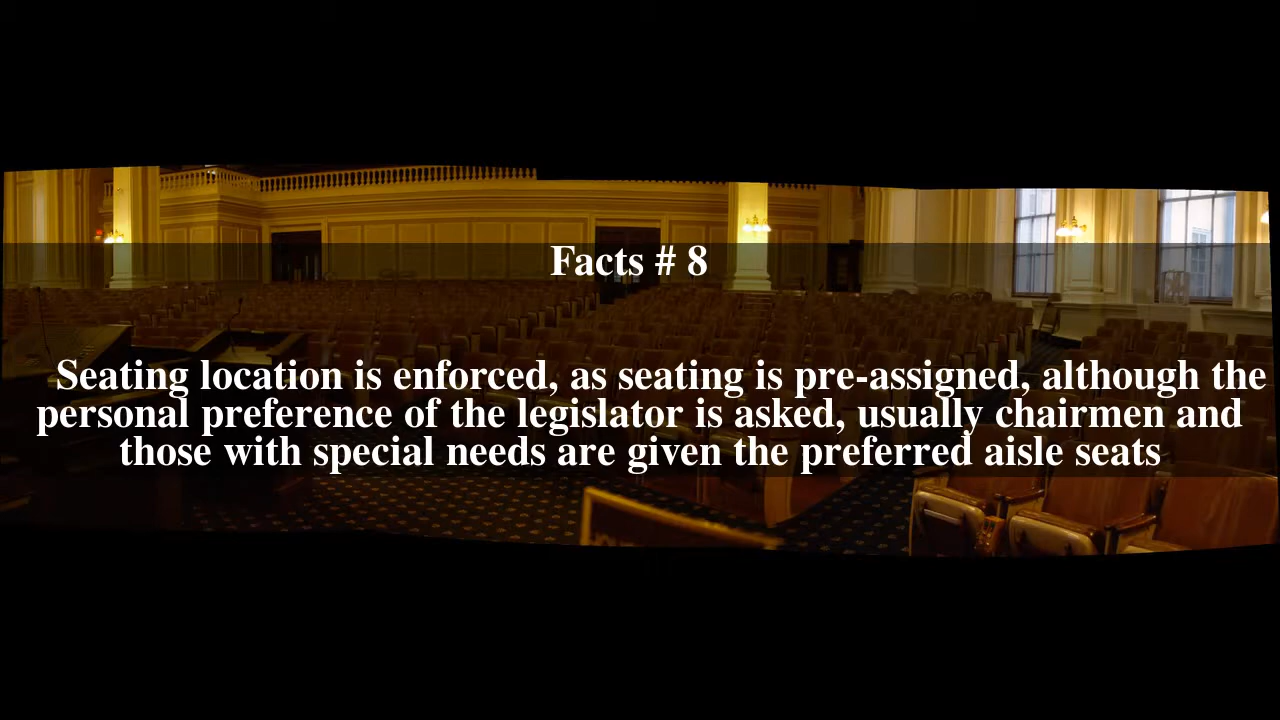 Facts # 8
Seating location is enforced, as seating is pre-assigned, although the
personal preference of the legislator is asked, usually chairmen and
those with special needs are given the preferred aisle seats